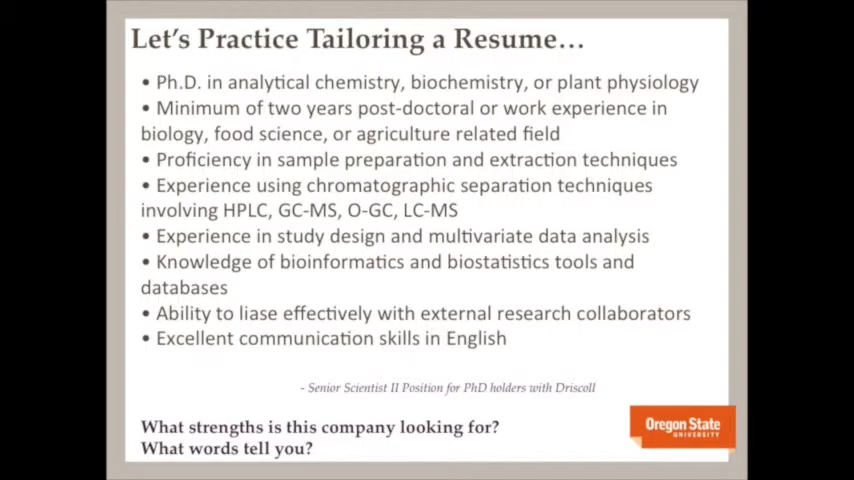 Let's Practice Tailoring a Resume...
• Ph.D. in analytical chemistry, biochemistry, or plant physiology
• Minimum of two years post-doctoral or work experience in
biology, food science, or agriculture related field
• Proficiency in sample preparation and extraction techniques
• Experience using chromatographic separation techniques
involving HPLC, GC-MS, O-GC, LC-MS
• Experience in study design and multivariate data analysis
• Knowledge of bioinformatics and biostatistics tools and
databases
• Ability to liase effectively with external research collaborators
• Excellent communication skills in English
- Senior Scientist II Position for PhD holders with Driscoll
What strengths is this company looking for?
What words tell you?
Oregon State
UNIVERSITY